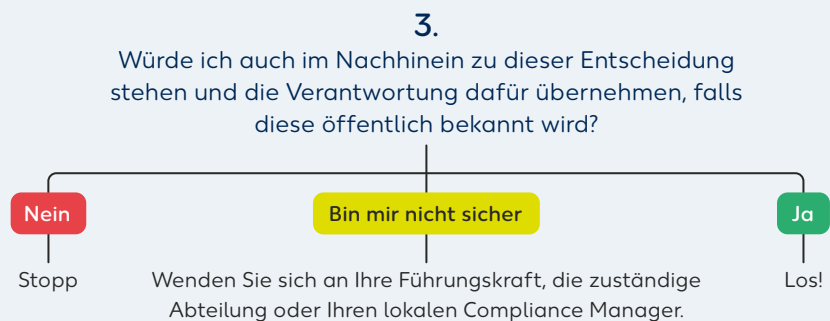 3.
Würde ich auch im Nachhinein zu dieser Entscheidung
stehen und die Verantwortung dafür übernehmen, falls
diese öffentlich bekannt wird?
Nein
Bin mir nicht sicher
Ja
Stopp
Wenden Sie sich an Ihre Führungskraft, die zuständige
Abteilung oder Ihren lokalen Compliance Manager.
Los!